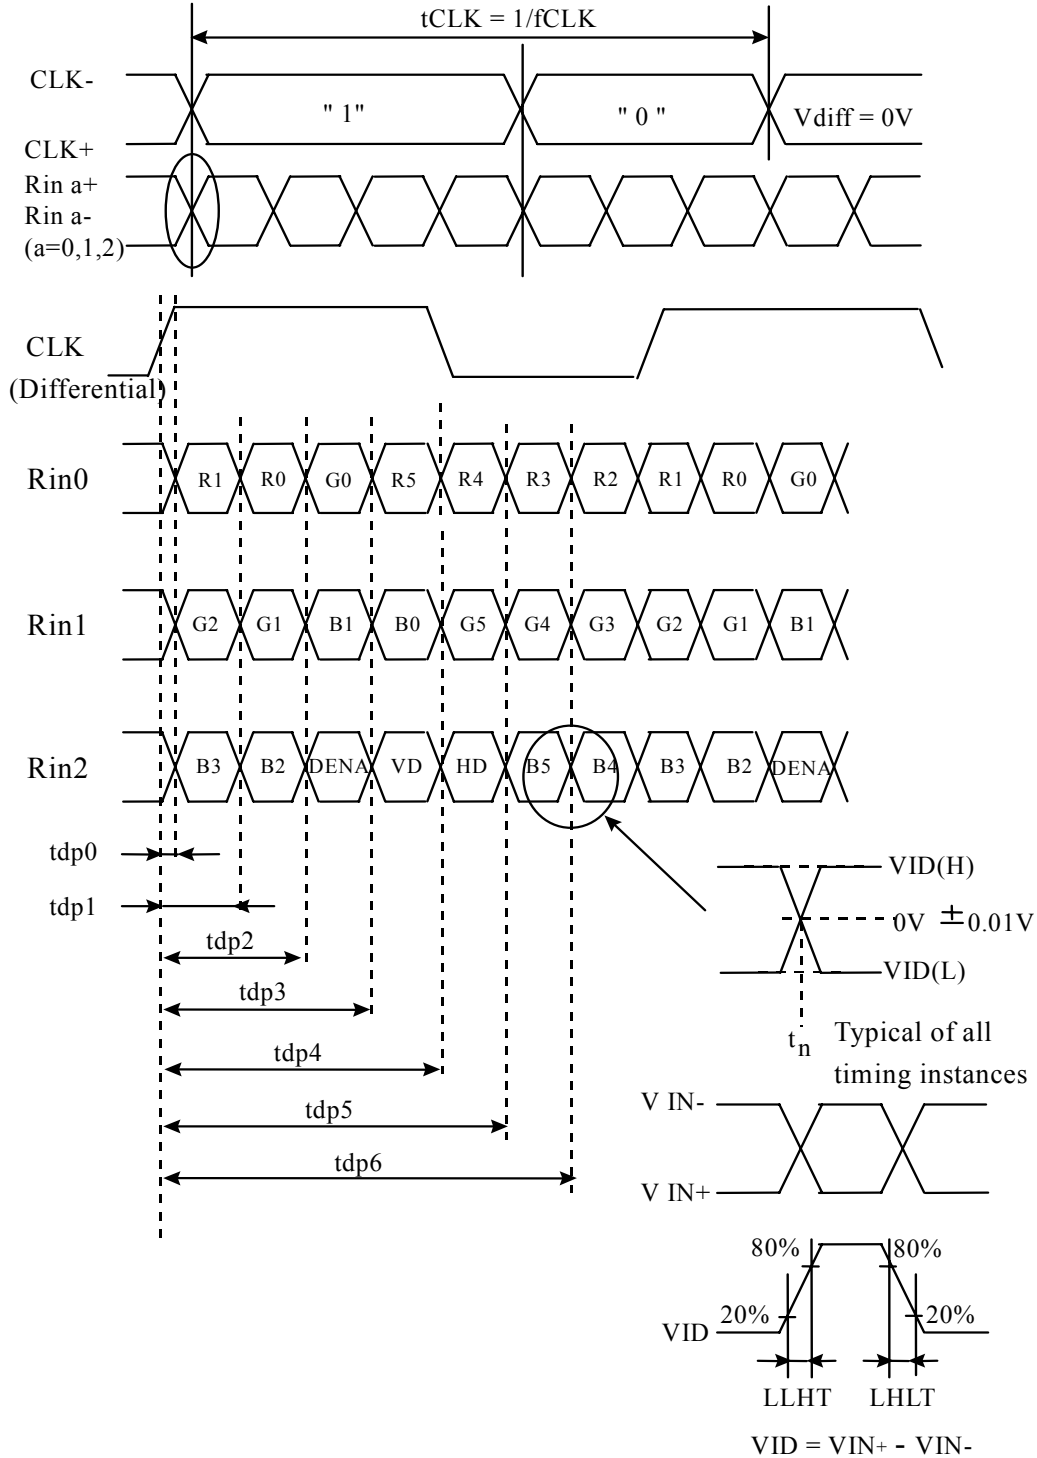 tCLK = 1/fCLK
CLK-
" 1"
" 0 "
Vdiff = 0V
CLK+
Rin a+
Rin a-
(a=0,1,2)
CLK
(Differential)
Rin0
R1 R0 G0 R5 R4 R3 R2 R1 R0 G0
Rin1
G2 G1 B1 B0 G5 G4 G3 G2 G1 B1
Rin2
B3 B2 DENA VD HD B5 B4 B3 B2 DENA
tdp0
tdp1
tdp2
tdp3
tdp4
tdp5
tdp6
VID(H)
0V ±0.01V
VID(L)
tn
Typical of all
timing instances
V IN-
V IN+
80% 80%
20% 20%
VID
LLHT LHLT
VID = VIN+ - VIN-